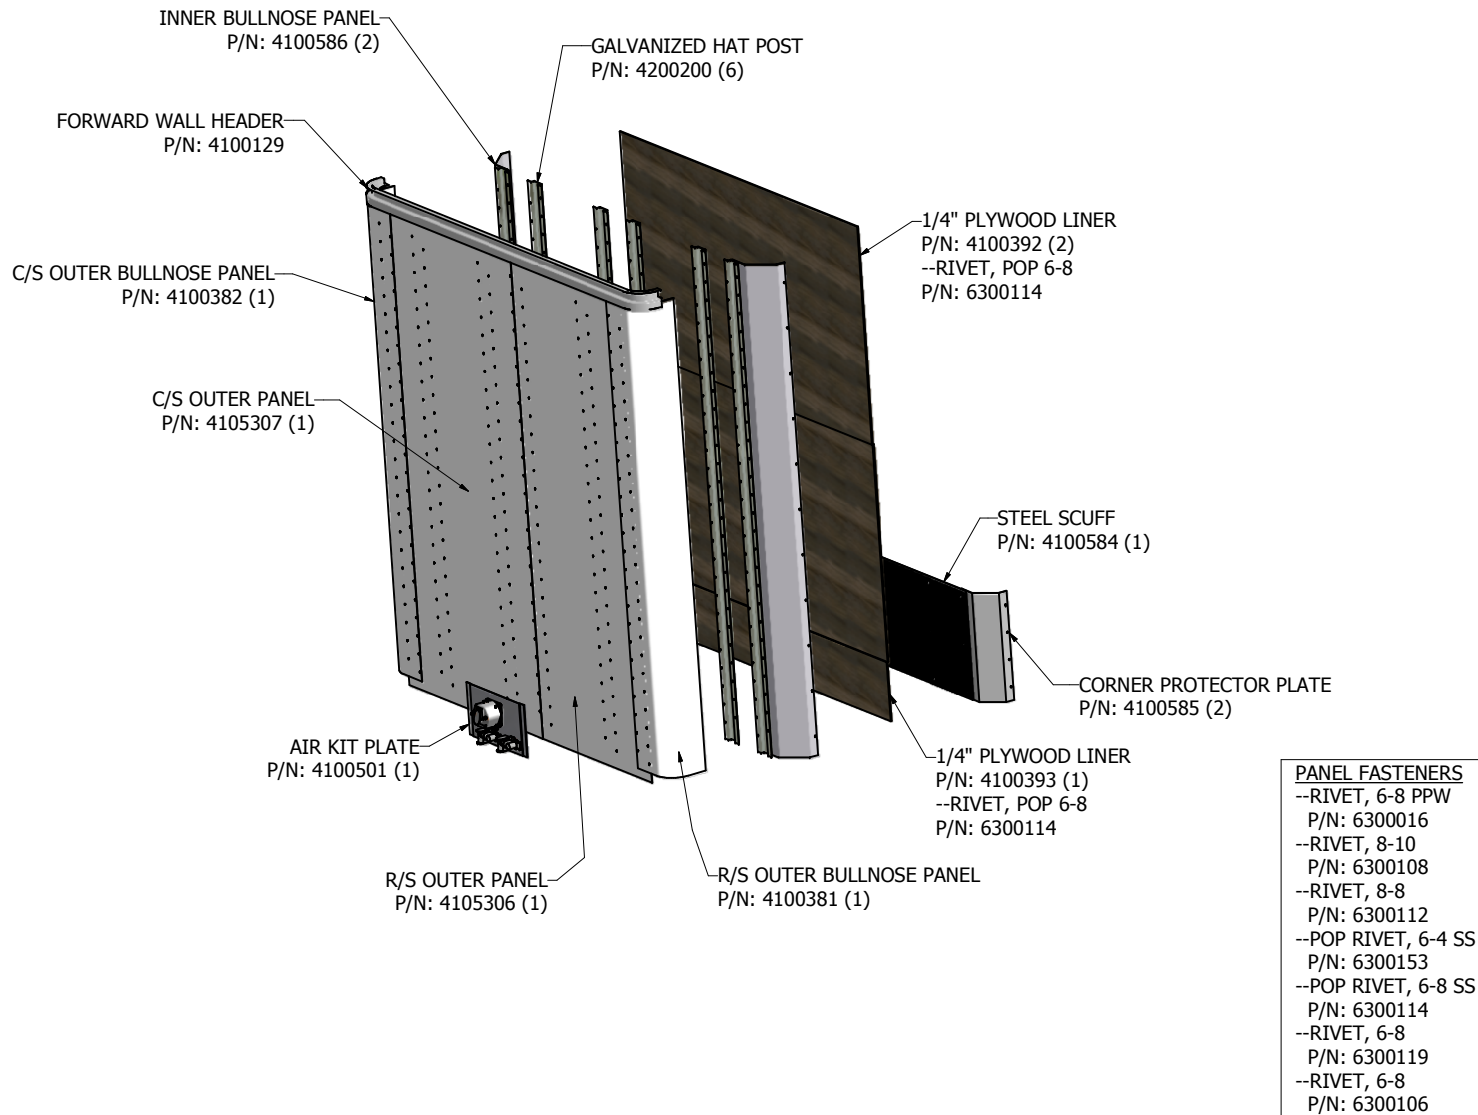 INNER BULLNOSE PANEL
P/N: 4100586 (2)
GALVANIZED HAT POST
P/N: 4200200 (6)
FORWARD WALL HEADER
P/N: 4100129
1/4" PLYWOOD LINER
P/N: 4100392 (2)
--RIVET, POP 6-8
P/N: 6300114
C/S OUTER BULLNOSE PANEL
P/N: 4100382 (1)
C/S OUTER PANEL
P/N: 4105307 (1)
STEEL SCUFF
P/N: 4100584 (1)
CORNER PROTECTOR PLATE
P/N: 4100585 (2)
AIR KIT PLATE
P/N: 4100501 (1)
1/4" PLYWOOD LINER
P/N: 4100393 (1)
--RIVET, POP 6-8
P/N: 6300114
R/S OUTER PANEL
P/N: 4105306 (1)
R/S OUTER BULLNOSE PANEL
P/N: 4100381 (1)
PANEL FASTENERS
--RIVET, 6-8 PPW
P/N: 6300016
--RIVET, 8-10
P/N: 6300108
--RIVET, 8-8
P/N: 6300112
--POP RIVET, 6-4 SS
P/N: 6300153
--POP RIVET, 6-8 SS
P/N: 6300114
--RIVET, 6-8
P/N: 6300119
--RIVET, 6-8
P/N: 6300106